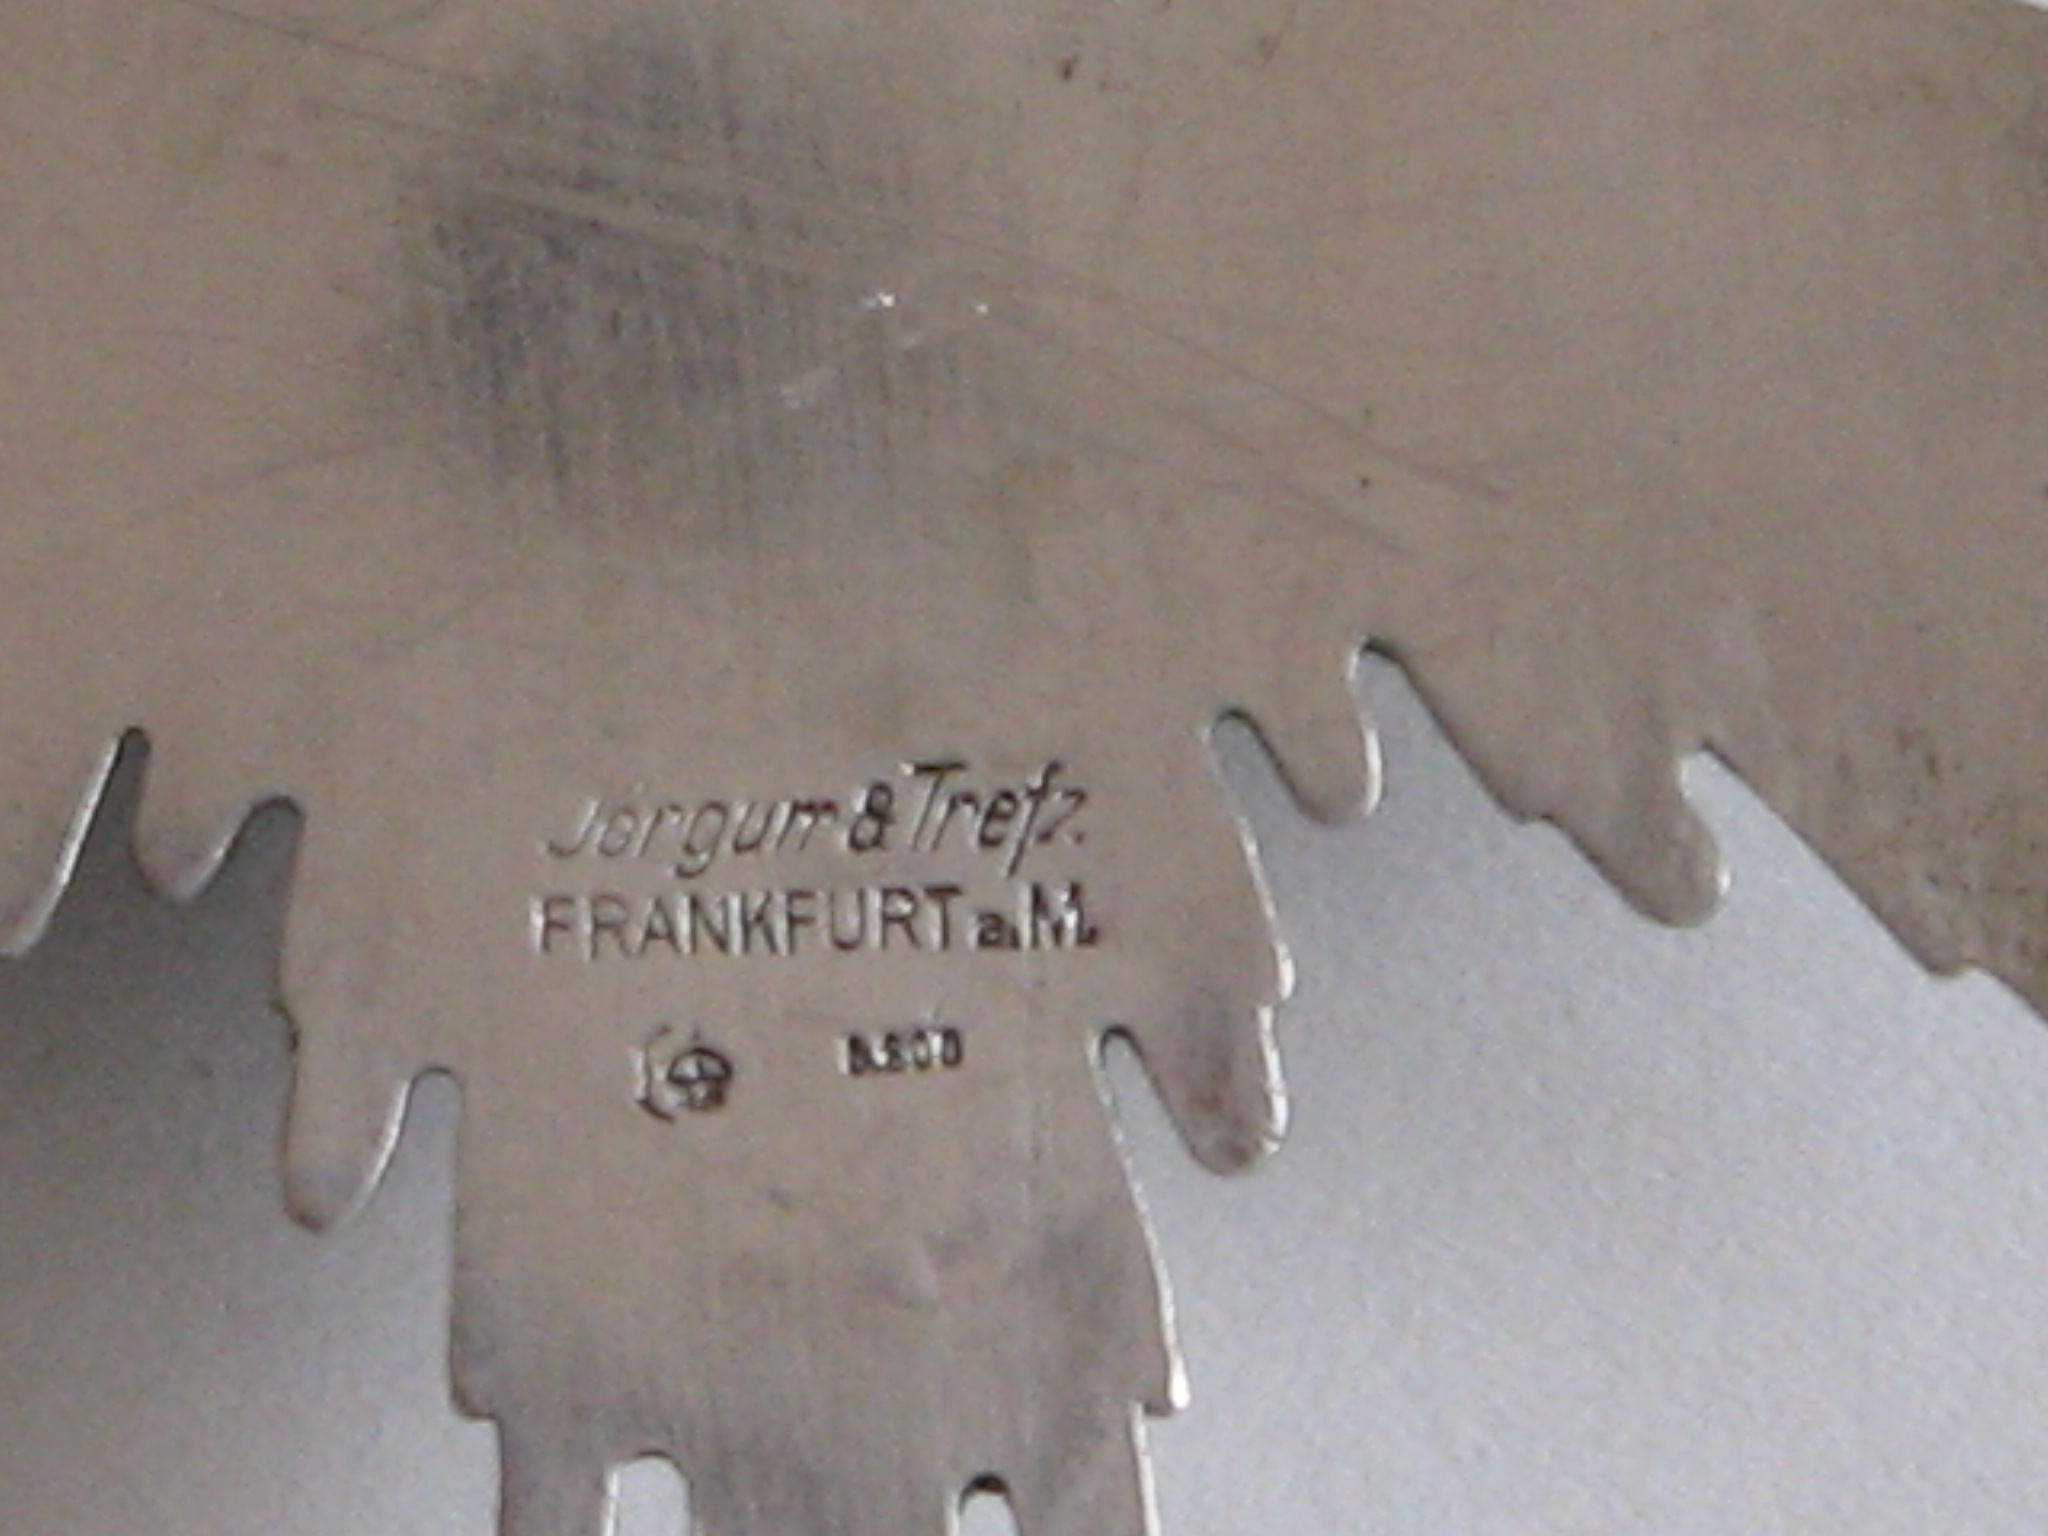 Jörgum & Trefz.
FRANKFURT a.M.